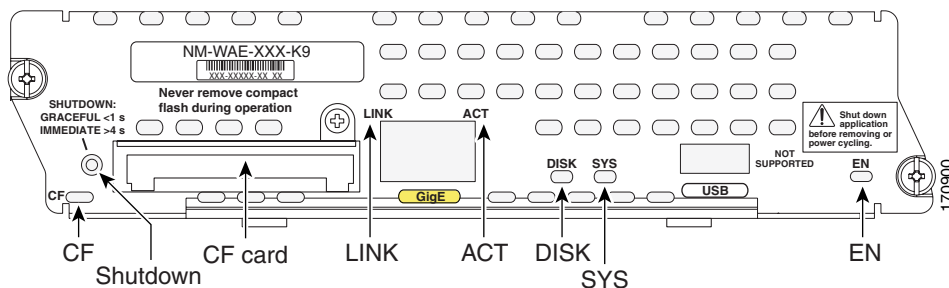 NM-WAE-XXX-K9
XXX-XXXXX-XX XX
Never remove compact
flash during operation
SHUTDOWN:
GRACEFUL <1 s
IMMEDIATE >4 s
LINK
ACT
Shut down
application
before removing or
power cycling.
DISK
SYS
NOT
SUPPORTED
EN
CF
GigE
USB
170900
CF
Shutdown
CF card
LINK
ACT
DISK
SYS
EN